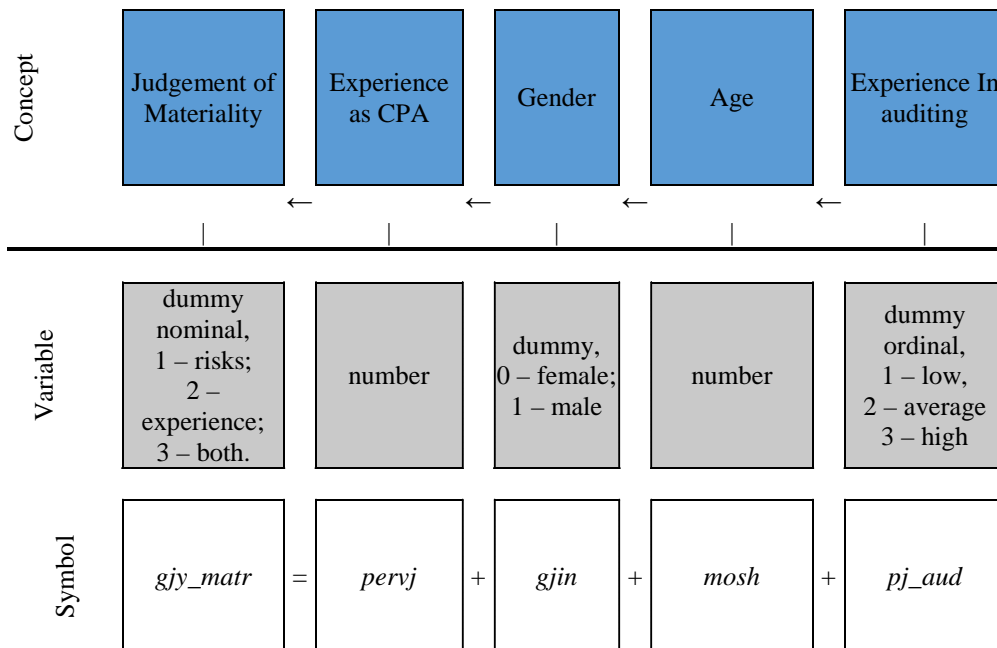 Concept
Judgement of
Materiality
Experience
as CPA
Gender
Age
Experience In
auditing
← ← ← ←
| | | | |
Variable
dummy
nominal,
1 – risks;
2 –
experience;
3 – both.
number
dummy,
0 – female;
1 – male
number
dummy
ordinal,
1 – low,
2 – average
3 – high
Symbol
gjy_matr = pervj + gjin + mosh + pj_aud